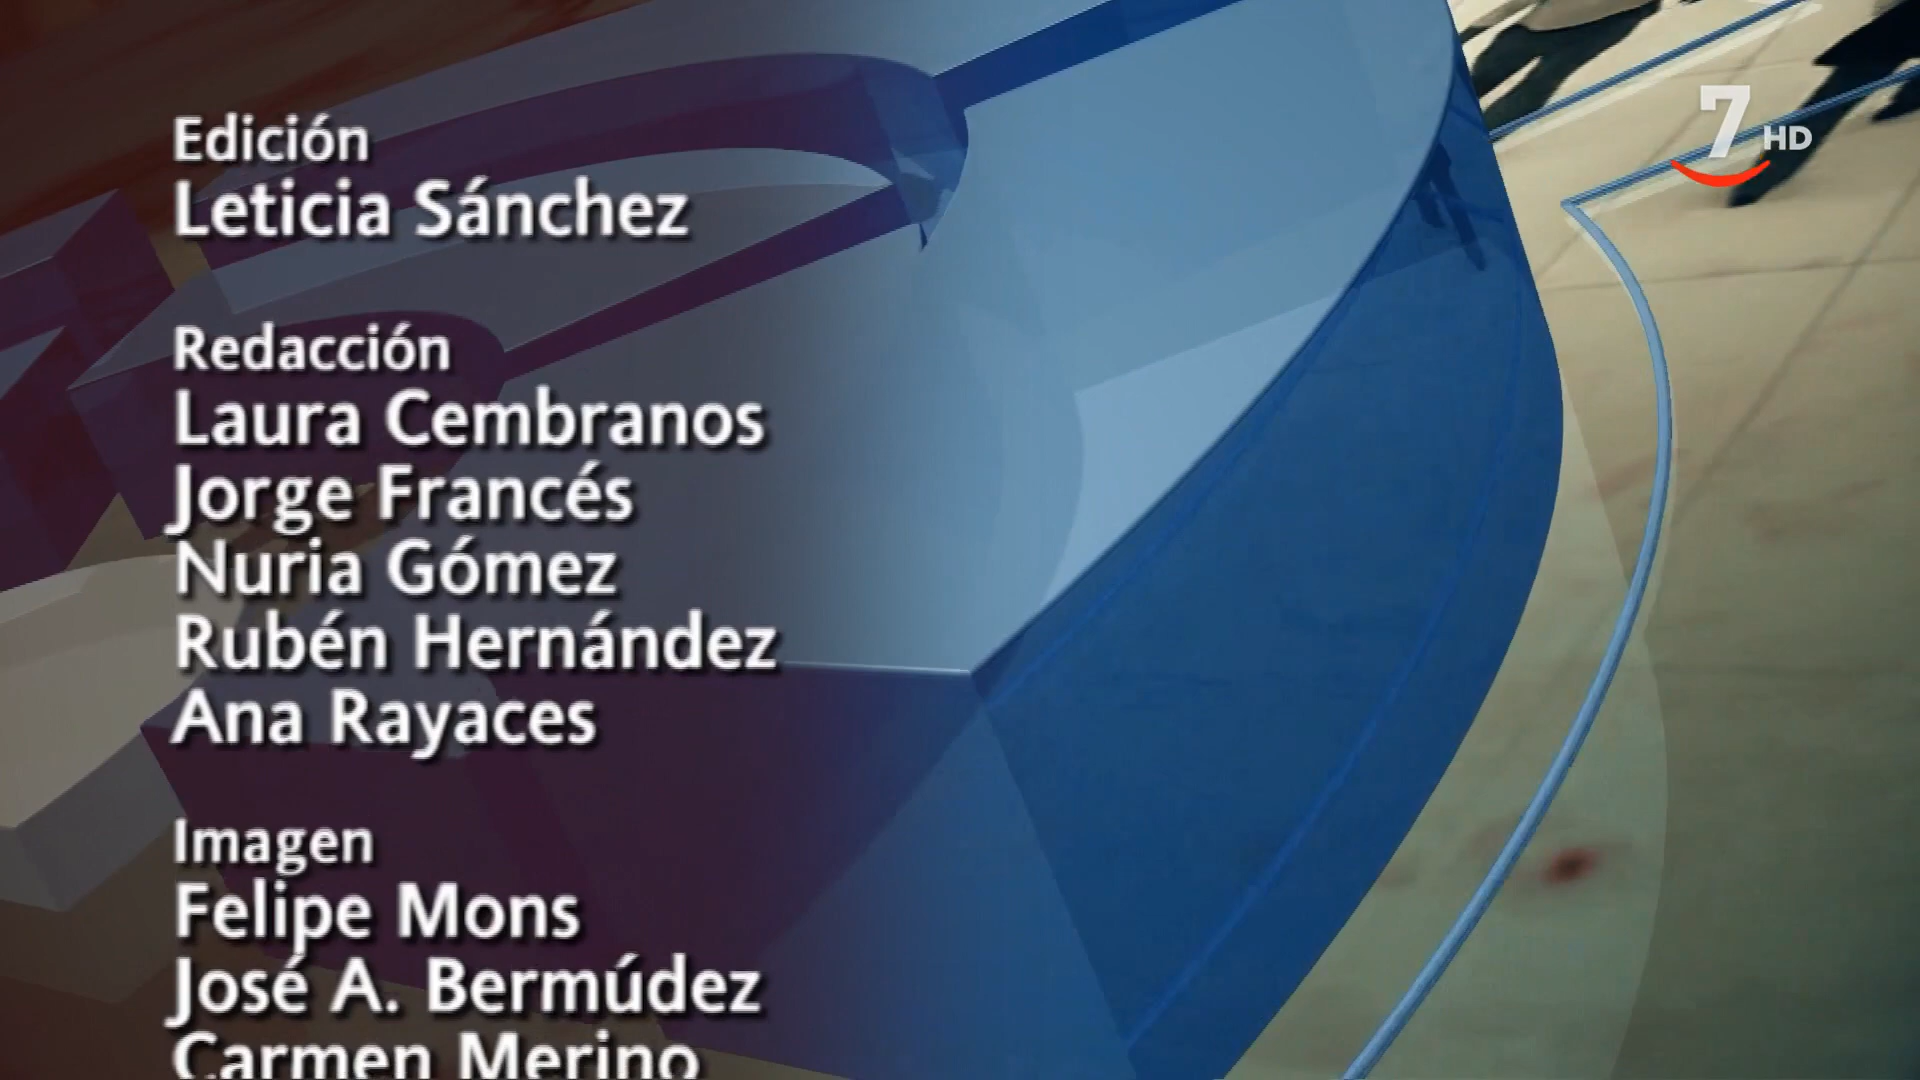 Edición
Leticia Sánchez
Redacción
Laura Cembranos
Jorge Francés
Nuria Gómez
Rubén Hernández
Ana Rayaces
Imagen
Felipe Mons
José A. Bermúdez
Carmen Merino
7 HD